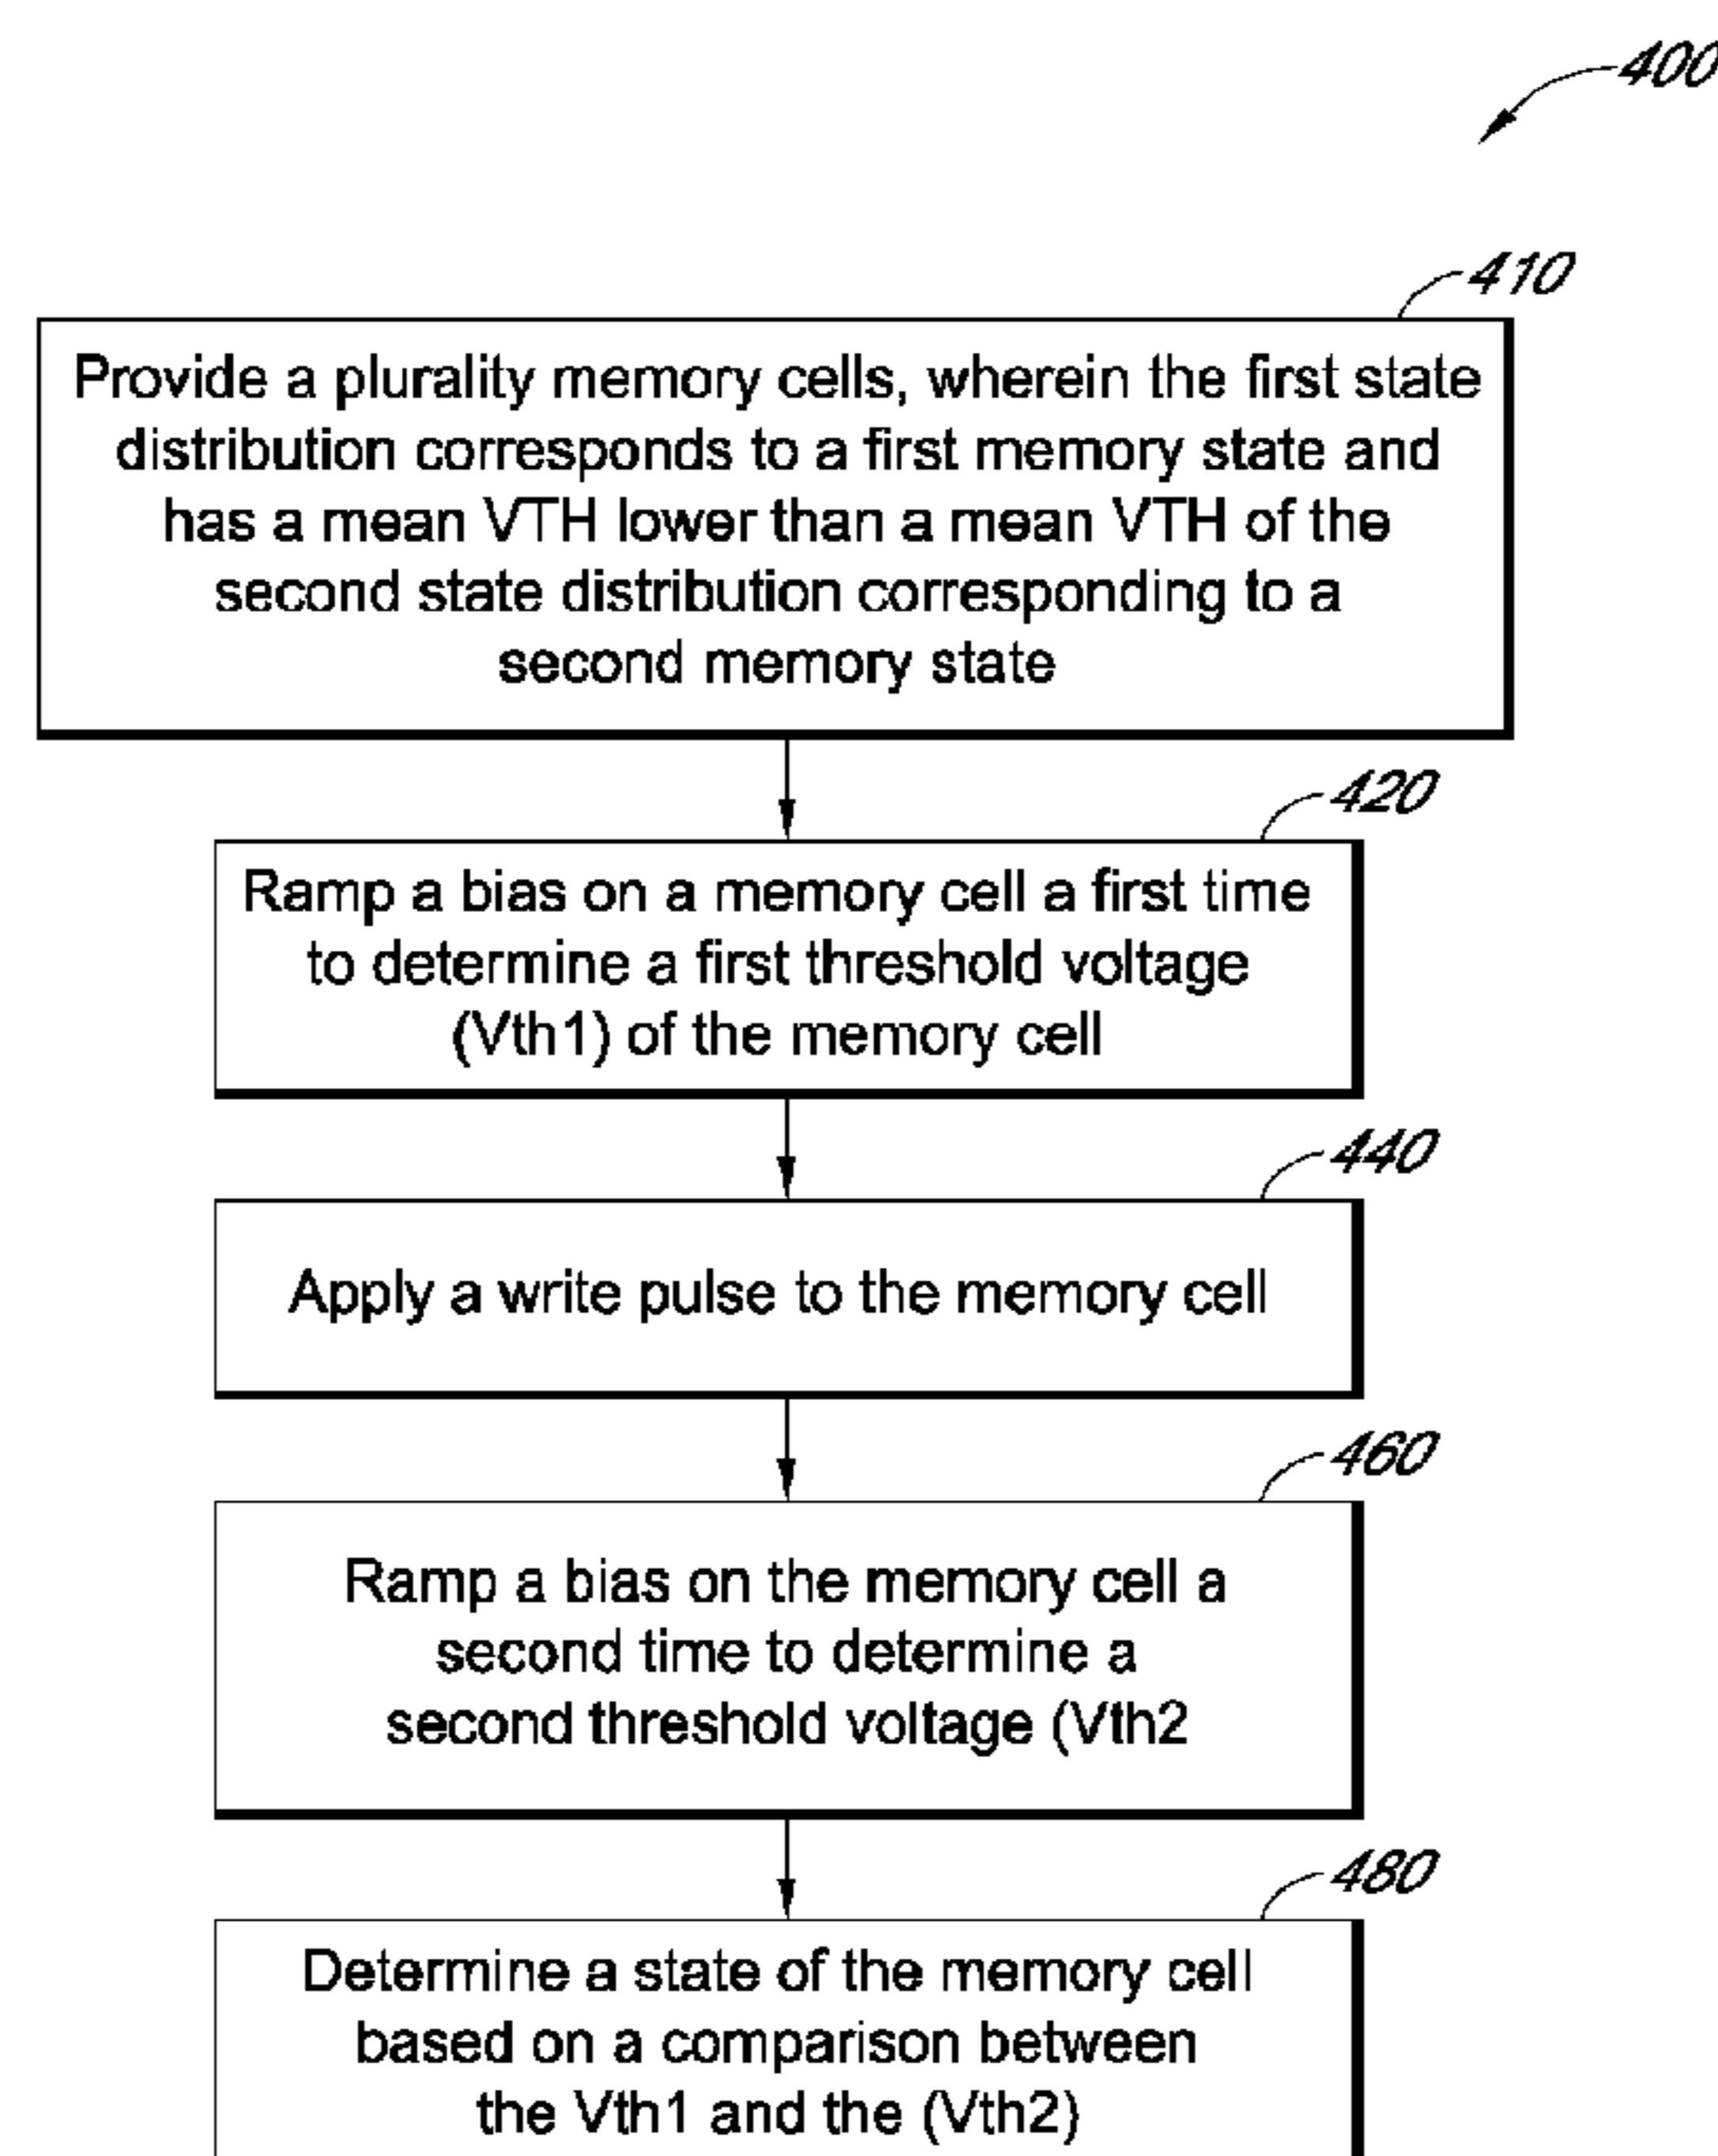 400
410
Provide a plurality memory cells, wherein the first state
distribution corresponds to a first memory state and
has a mean VTH lower than a mean VTH of the
second state distribution corresponding to a
second memory state
420
Ramp a bias on a memory cell a first time
to determine a first threshold voltage
(Vth1) of the memory cell
440
Apply a write pulse to the memory cell
460
Ramp a bias on the memory cell a
second time to determine a
second threshold voltage (Vth2
480
Determine a state of the memory cell
based on a comparison between
the Vth1 and the (Vth2)